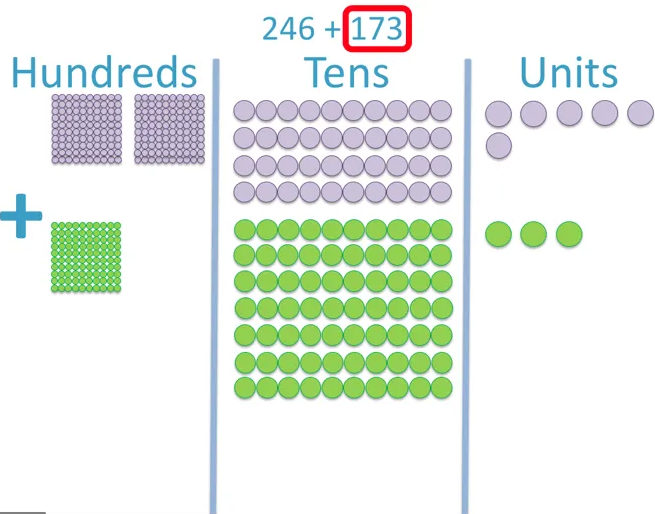 246 + 173
Hundreds Tens Units
+